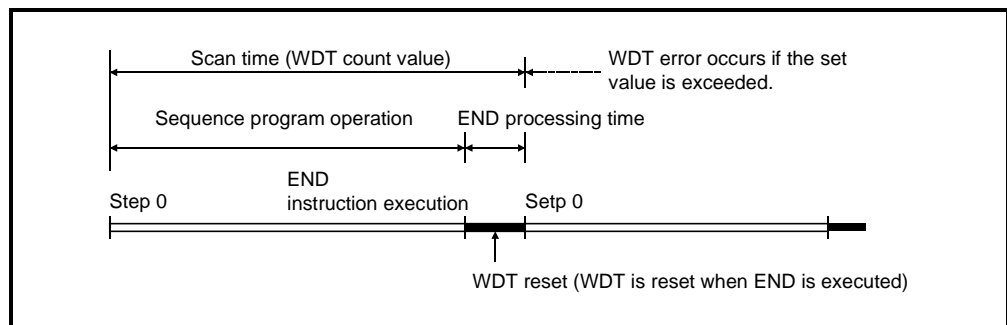 Scan time (WDT count value)
WDT error occurs if the set
value is exceeded.
Sequence program operation
END processing time
END
instruction execution
Step 0
Setp 0
WDT reset (WDT is reset when END is executed)